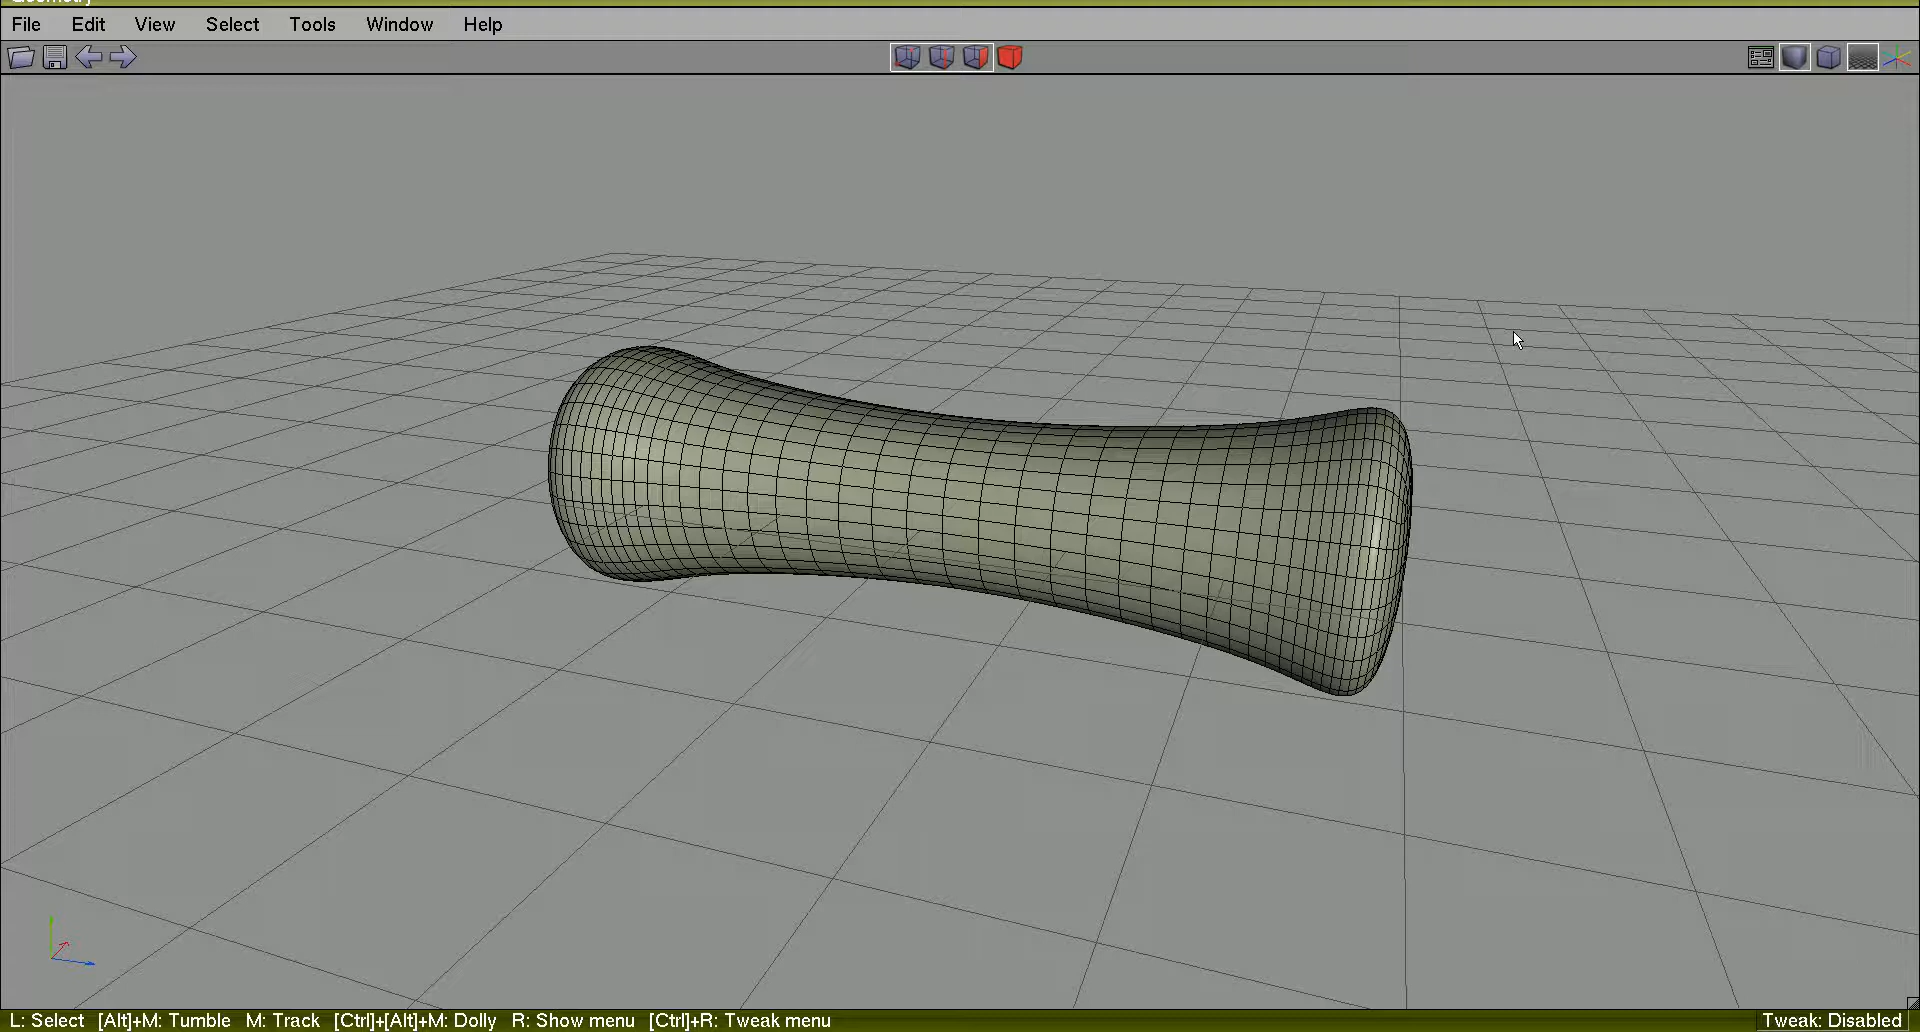 Geometry
File Edit View Select Tools Window Help
L: Select [Alt]+M: Tumble M: Track [Ctrl]+[Alt]+M: Dolly R: Show menu [Ctrl]+R: Tweak menu Tweak: Disabled